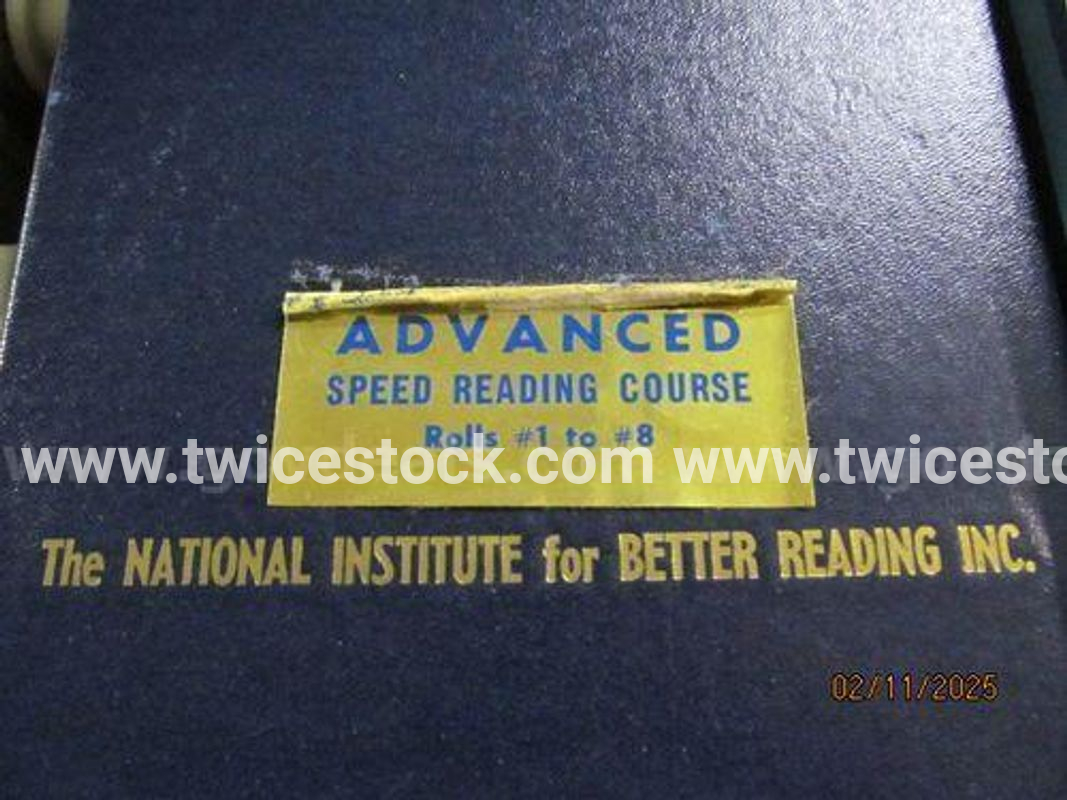 ADVANCED
SPEED READING COURSE
Rolls #1 to #8
www.twicestock.com www.twicesto
The NATIONAL INSTITUTE for BETTER READING INC.
02/11/2025